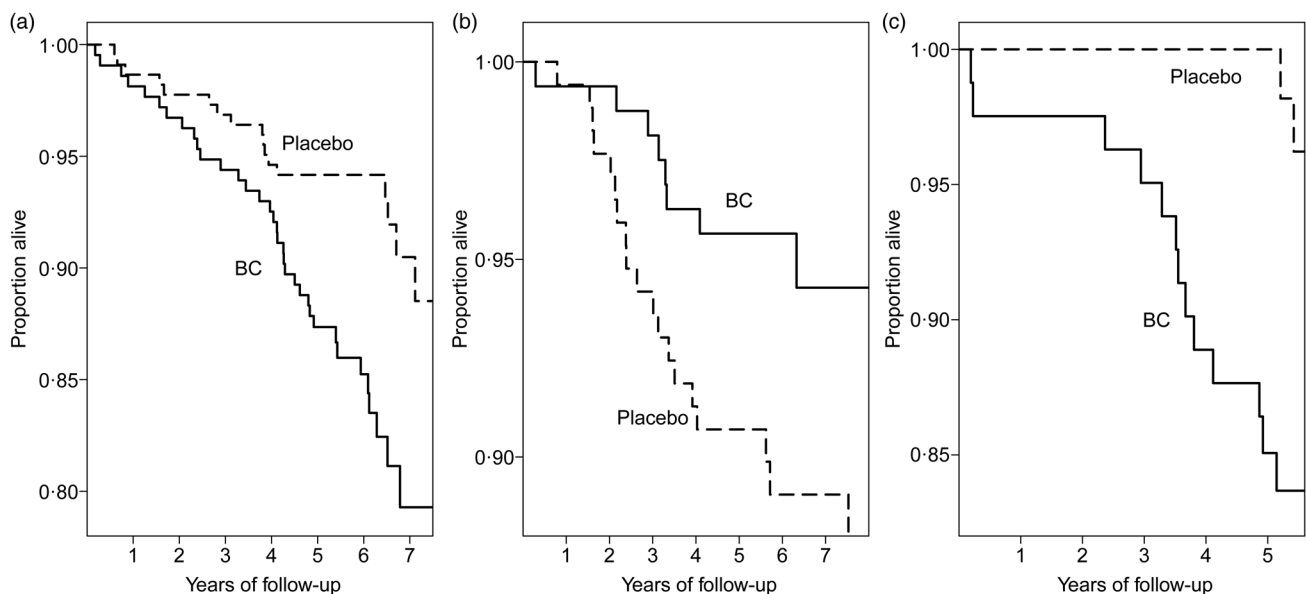 (a)
1·00
0·95
0·90
0·85
0·80
Proportion alive
Placebo
BC
1 2 3 4 5 6 7
Years of follow-up
(b)
1·00
0·95
0·90
Proportion alive
BC
Placebo
1 2 3 4 5 6 7
Years of follow-up
(c)
1·00
0·95
0·90
0·85
Proportion alive
Placebo
BC
1 2 3 4 5
Years of follow-up